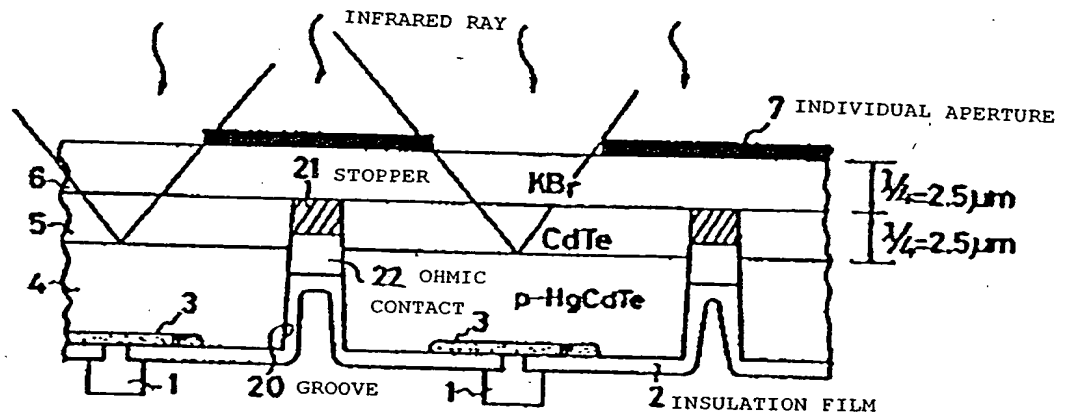 INFRARED RAY
7 INDIVIDUAL APERTURE
6
21 STOPPER
KBr
λ/4=2.5μm
5
CdTe
λ/4=2.5μm
4
22 OHMIC
CONTACT
p-HgCdTe
3
3
1
20 GROOVE
1
2 INSULATION FILM